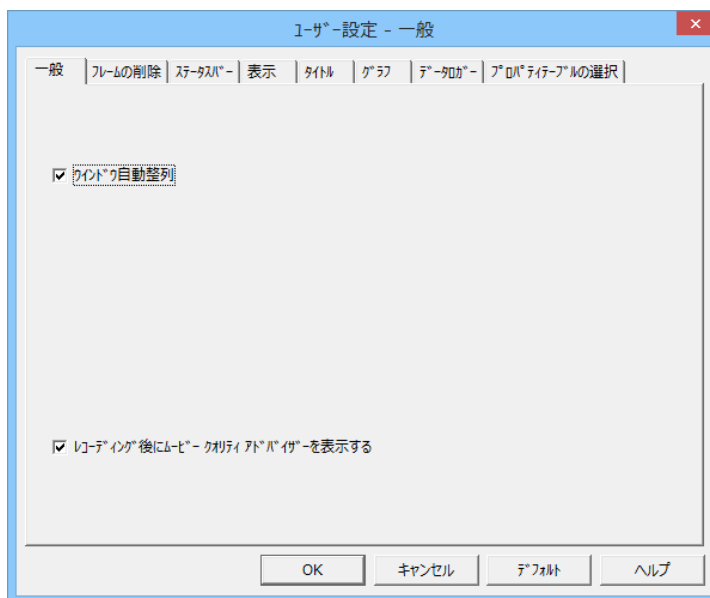 ﾕｰｻﾞｰ設定 - 一般
一般
ﾌﾚｰﾑの削除
ｽﾃｰﾀｽﾊﾞｰ
表示
ﾀｲﾄﾙ
ｸﾞﾗﾌ
ﾃﾞｰﾀﾛｶﾞｰ
ﾌﾟﾛﾊﾟﾃｨﾃｰﾌﾞﾙの選択
ｳｲﾝﾄﾞｳ自動整列
ﾚｺｰﾃﾞｨﾝｸﾞ後にﾑｰﾋﾞｰ ｸｵﾘﾃｨ ｱﾄﾞﾊﾞｲｻﾞｰを表示する
OK
キャンセル
ﾃﾞﾌｫﾙﾄ
ヘルプ